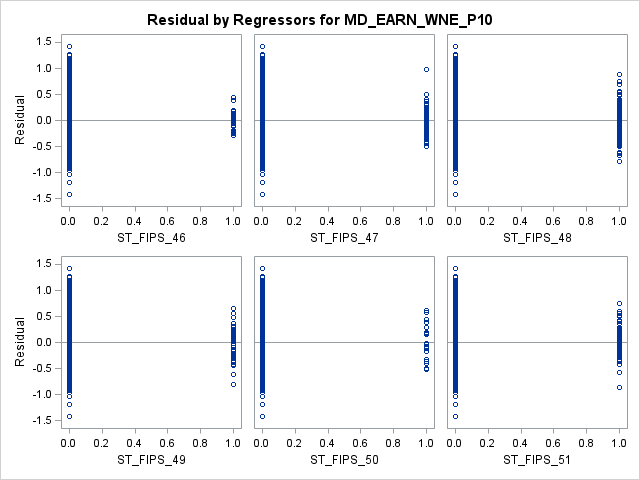 Residual by Regressors for MD_EARN_WNE_P10
1.5
1.0
0.5
0.0
-0.5
-1.0
-1.5
Residual
0.0 0.2 0.4 0.6 0.8 1.0
ST_FIPS_46
0.0 0.2 0.4 0.6 0.8 1.0
ST_FIPS_47
0.0 0.2 0.4 0.6 0.8 1.0
ST_FIPS_48
1.5
1.0
0.5
0.0
-0.5
-1.0
-1.5
Residual
0.0 0.2 0.4 0.6 0.8 1.0
ST_FIPS_49
0.0 0.2 0.4 0.6 0.8 1.0
ST_FIPS_50
0.0 0.2 0.4 0.6 0.8 1.0
ST_FIPS_51